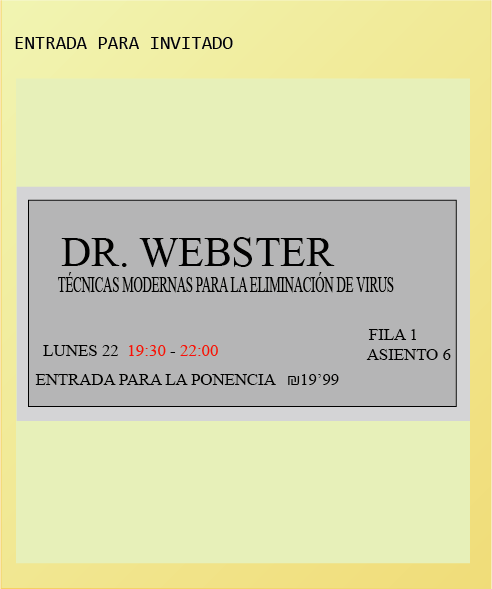 ENTRADA PARA INVITADO
DR. WEBSTER
TÉCNICAS MODERNAS PARA LA ELIMINACIÓN DE VIRUS
FILA 1
LUNES 22 19:30 - 22:00
ASIENTO 6
ENTRADA PARA LA PONENCIA ₪19’99